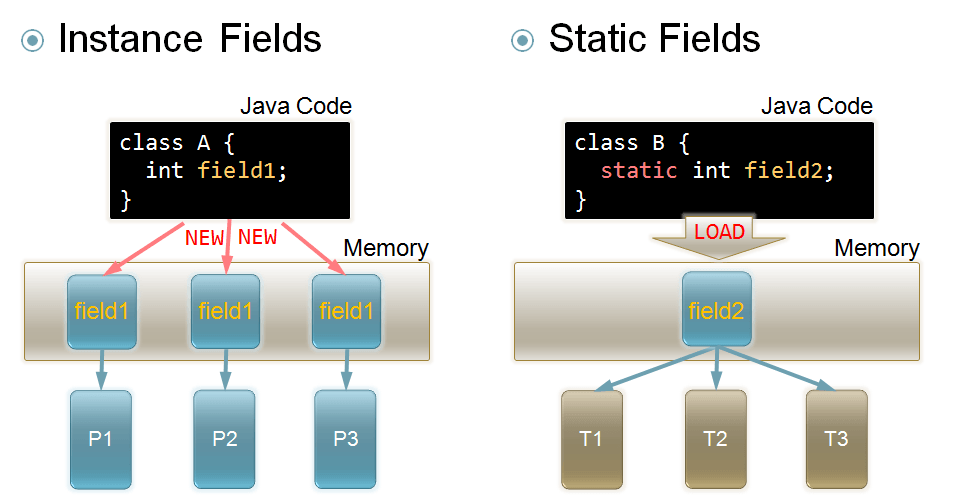 Instance Fields
Java Code
class A {
  int field1;
}
NEW NEW
Memory
field1 field1 field1
P1 P2 P3
Static Fields
Java Code
class B {
  static int field2;
}
LOAD
Memory
field2
T1 T2 T3